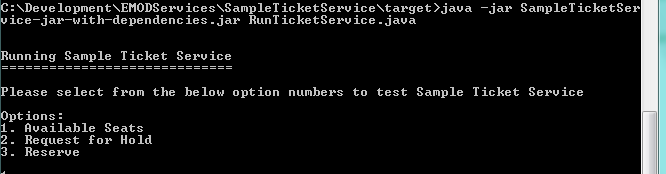 C:\Development\EMODServices\SampleTicketService\target>java -jar SampleTicketSer
vice-jar-with-dependencies.jar RunTicketService.java
Running Sample Ticket Service
=============================
Please select from the below option numbers to test Sample Ticket Service
Options:
1. Available Seats
2. Request for Hold
3. Reserve